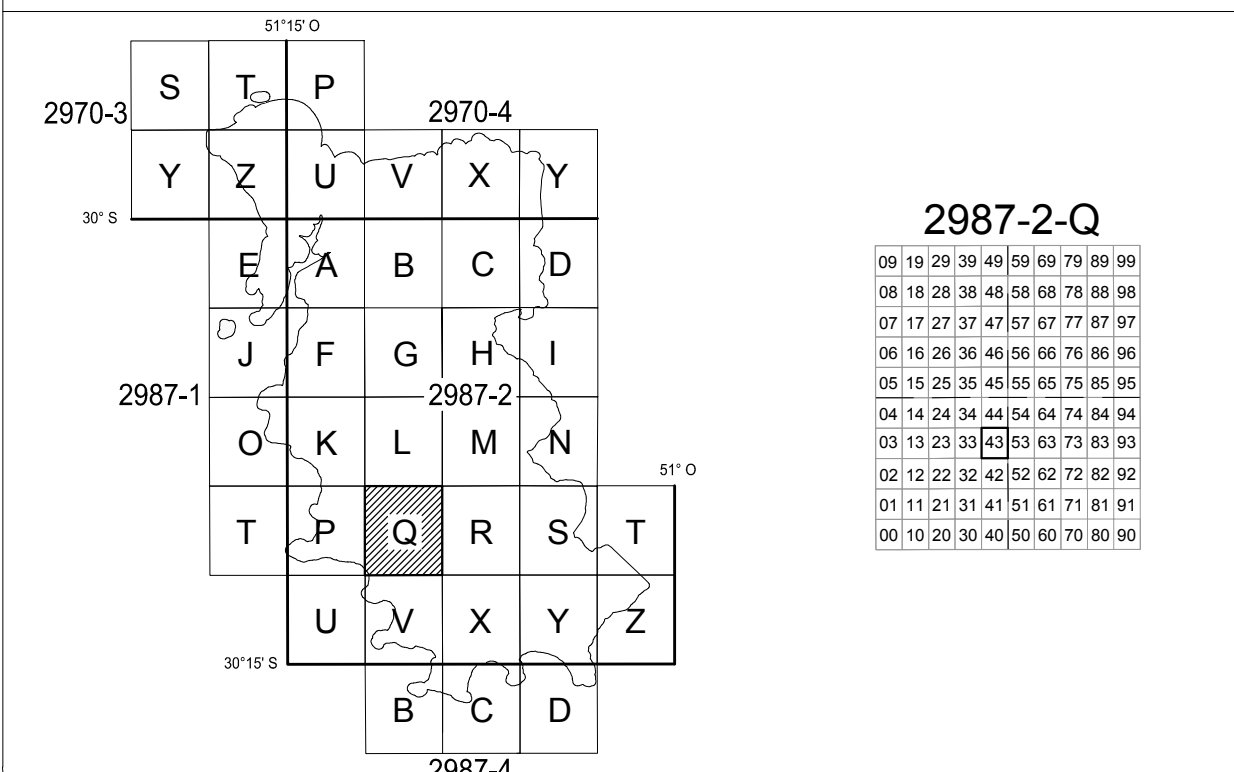 51°15' O
S T P
2970-3
2970-4
Y Z U V X Y
30° S
E A B C D
J F G H I
2987-1
2987-2
O K L M N
51° O
T P Q R S T
U V X Y Z
30°15' S
B C D
2987-4
2987-2-Q
09 19 29 39 49 59 69 79 89 99
08 18 28 38 48 58 68 78 88 98
07 17 27 37 47 57 67 77 87 97
06 16 26 36 46 56 66 76 86 96
05 15 25 35 45 55 65 75 85 95
04 14 24 34 44 54 64 74 84 94
03 13 23 33 43 53 63 73 83 93
02 12 22 32 42 52 62 72 82 92
01 11 21 31 41 51 61 71 81 91
00 10 20 30 40 50 60 70 80 90